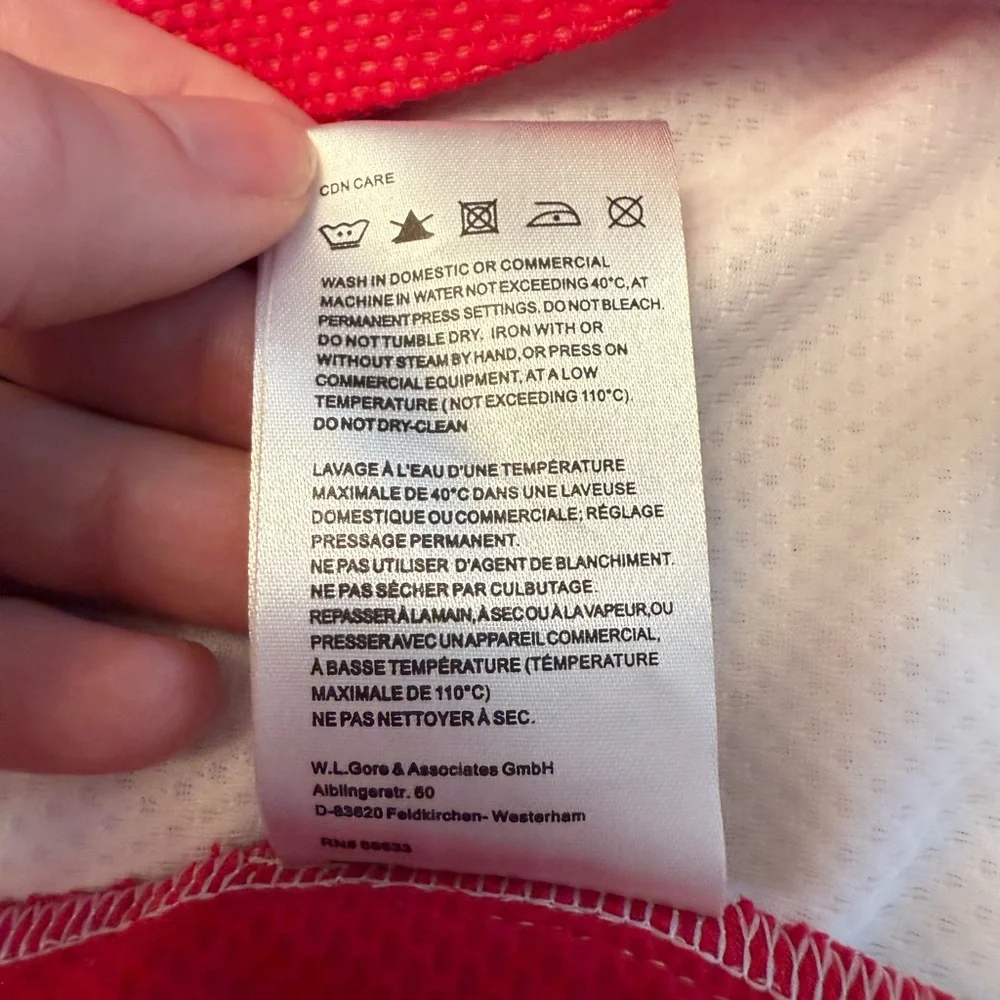 CDN CARE
WASH IN DOMESTIC OR COMMERCIAL
MACHINE IN WATER NOT EXCEEDING 40°C, AT
PERMANENT PRESS SETTINGS. DO NOT BLEACH.
DO NOT TUMBLE DRY. IRON WITH OR
WITHOUT STEAM BY HAND, OR PRESS ON
COMMERCIAL EQUIPMENT, AT A LOW
TEMPERATURE (NOT EXCEEDING 110°C).
DO NOT DRY-CLEAN
LAVAGE À L'EAU D'UNE TEMPÉRATURE
MAXIMALE DE 40°C DANS UNE LAVEUSE
DOMESTIQUE OU COMMERCIALE; RÉGLAGE
PRESSAGE PERMANENT.
NE PAS UTILISER D'AGENT DE BLANCHIMENT.
NE PAS SÉCHER PAR CULBUTAGE.
REPASSER À LA MAIN, À SEC OU À LA VAPEUR, OU
PRESSER AVEC UN APPAREIL COMMERCIAL,
À BASSE TEMPÉRATURE (TÉMPERATURE
MAXIMALE DE 110°C)
NE PAS NETTOYER À SEC.
W.L.Gore & Associates GmbH
Aiblingerstr. 60
D-83620 Feldkirchen- Westerham
RN#